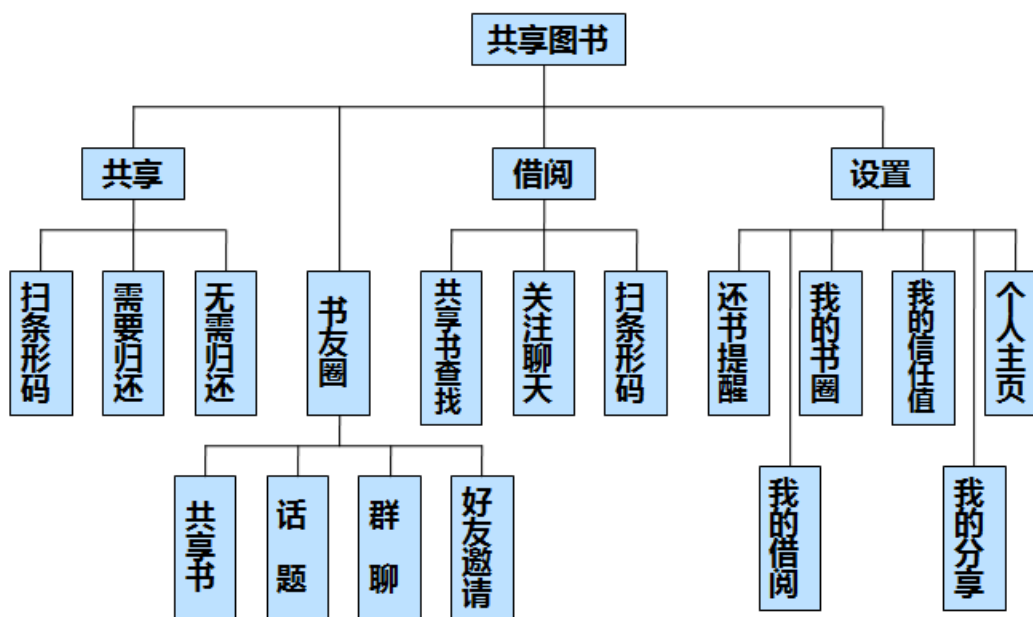 共享图书
共享
借阅
设置
扫条形码
需要归还
无需归还
书友圈
共享书查找
关注聊天
扫条形码
还书提醒
我的书圈
我的信任值
个人主页
共享书
话题
群聊
好友邀请
我的借阅
我的分享